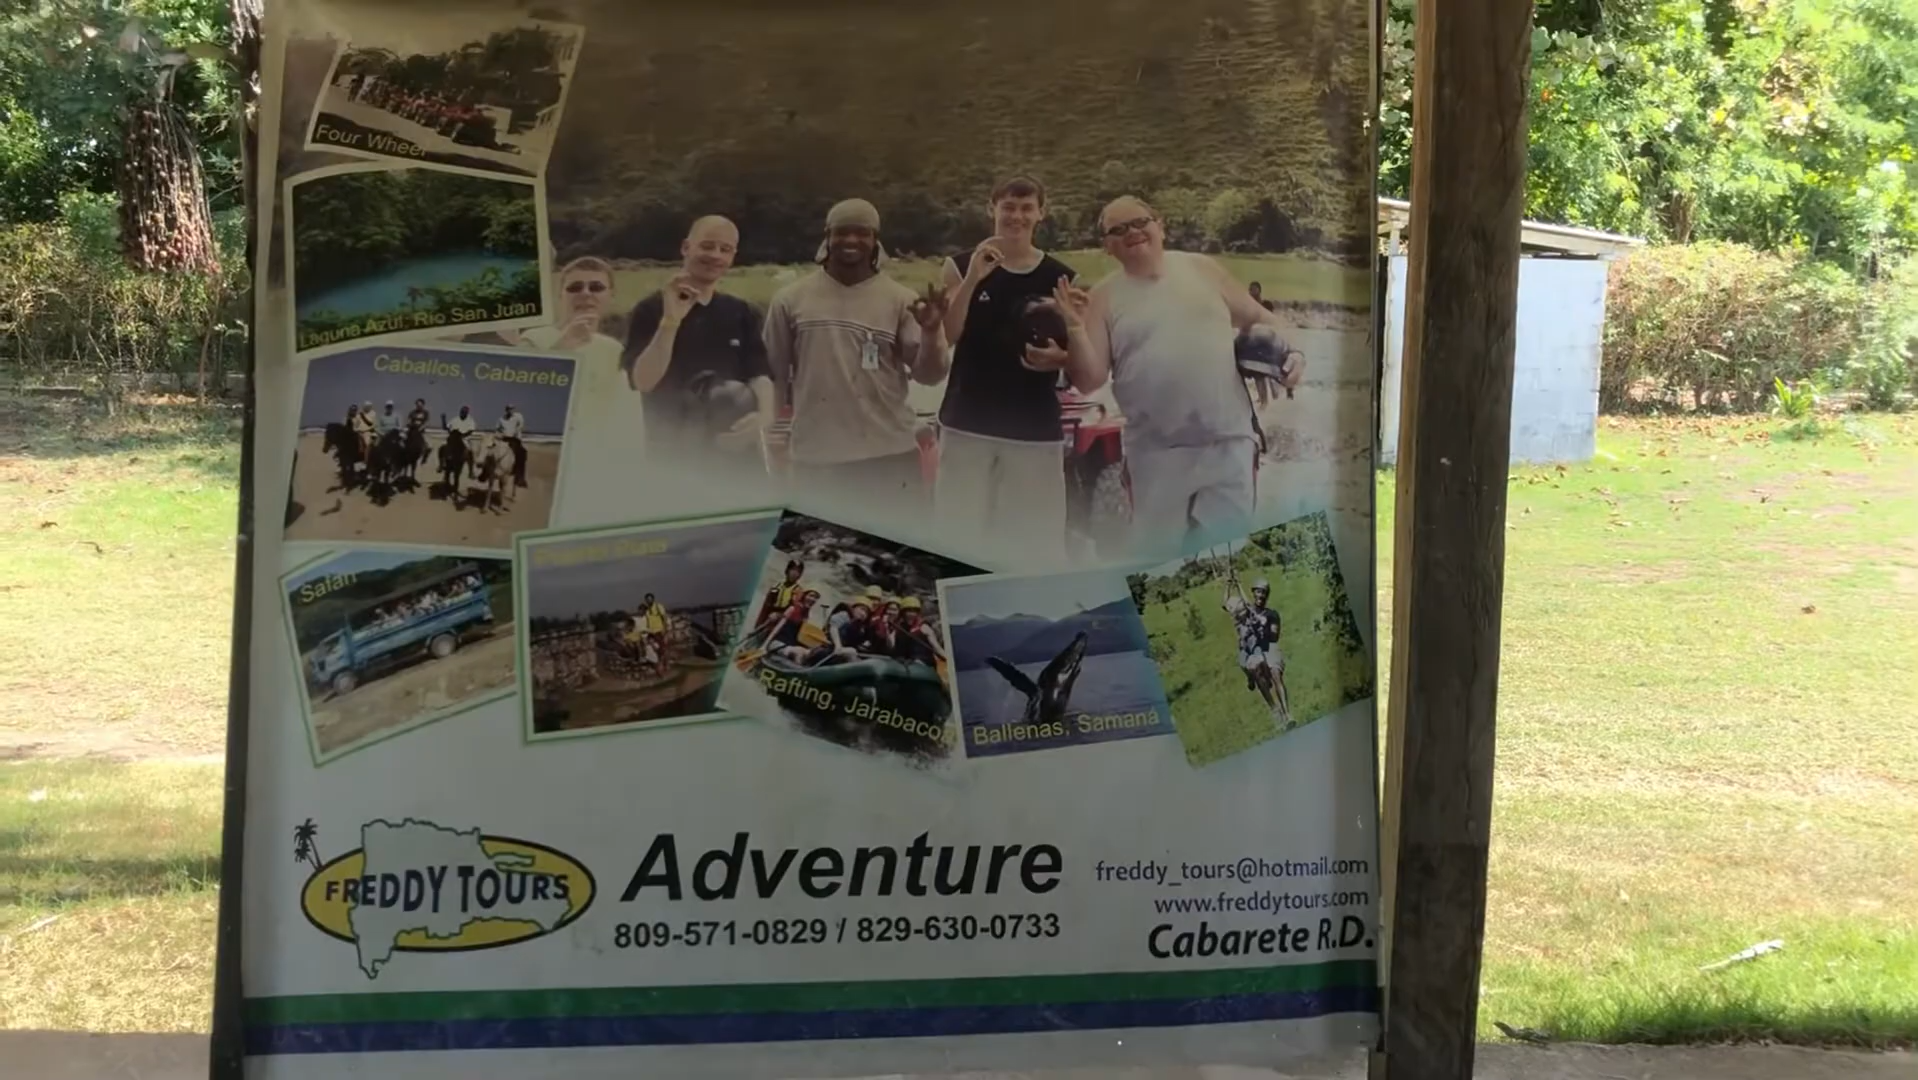 Four Wheel
Laguna Azul, Rio San Juan
Caballos, Cabarete
Safari
Rafting, Jarabacoa
Ballenas, Samaná
FREDDY TOURS
Adventure
809-571-0829 / 829-630-0733
freddy_tours@hotmail.com
www.freddytours.com
Cabarete R.D.